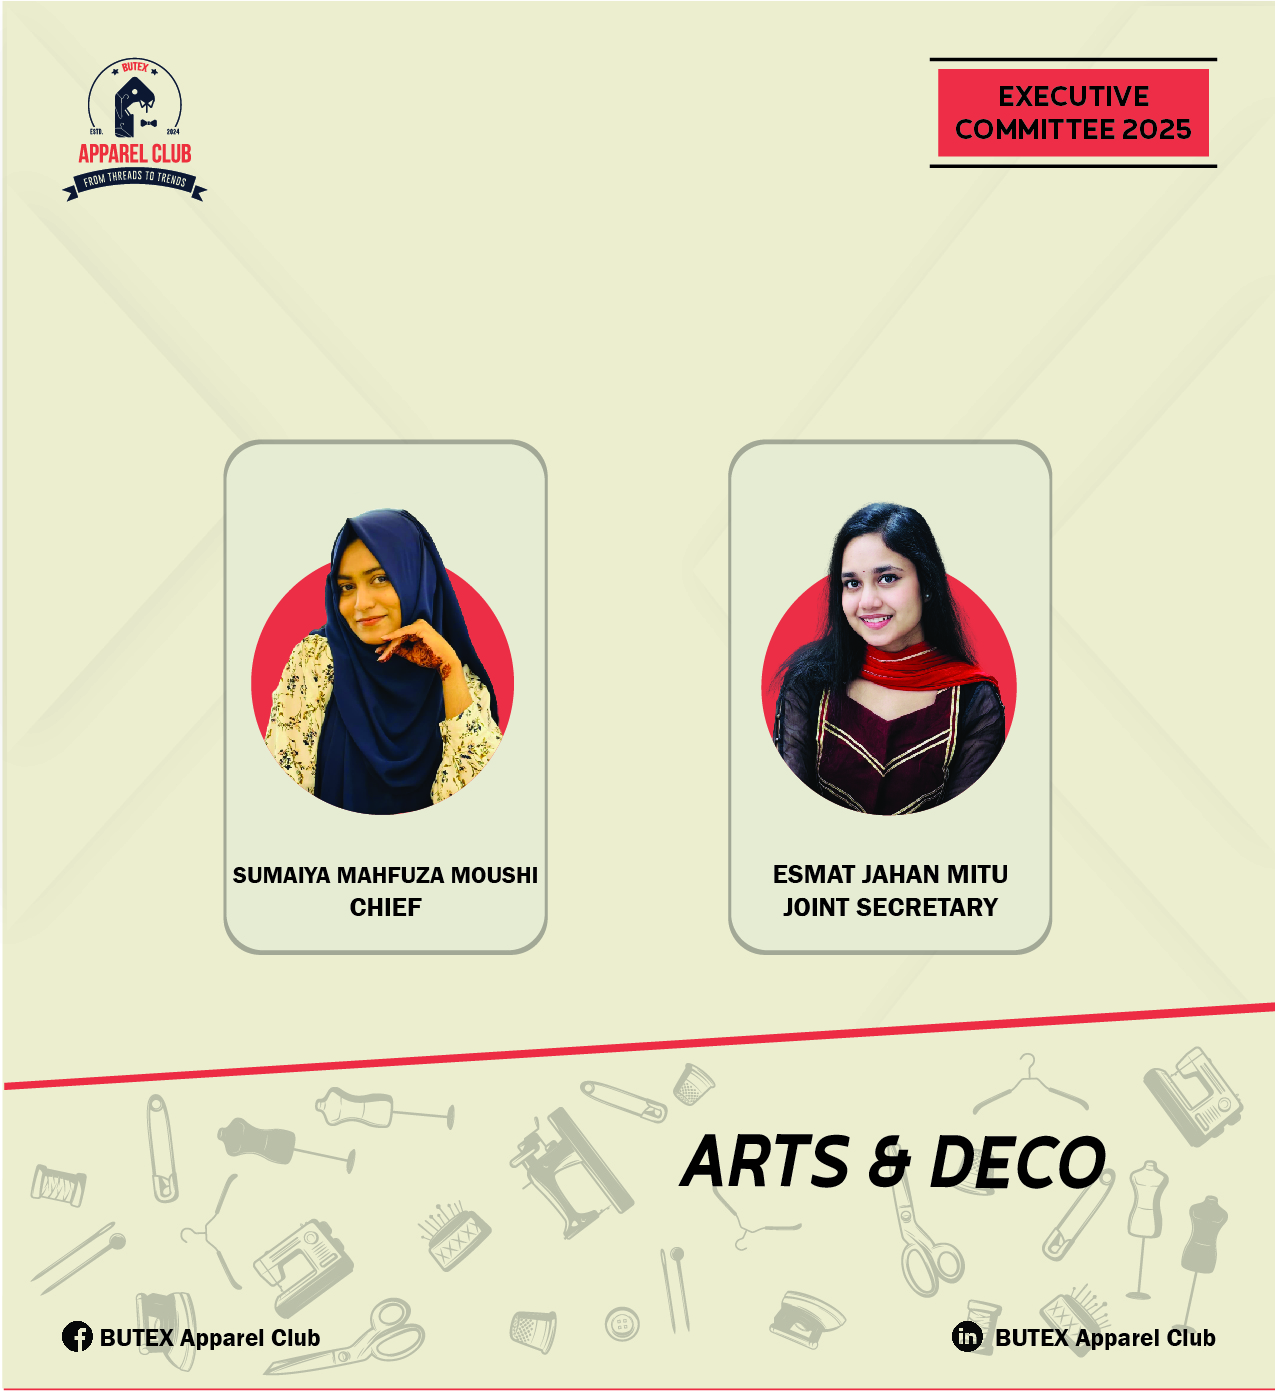 BUTEX
ESTD. 2024
APPAREL CLUB
FROM THREADS TO TRENDS
EXECUTIVE
COMMITTEE 2025
SUMAIYA MAHFUZA MOUSHI
CHIEF
ESMAT JAHAN MITU
JOINT SECRETARY
ARTS & DECO
BUTEX Apparel Club
in BUTEX Apparel Club